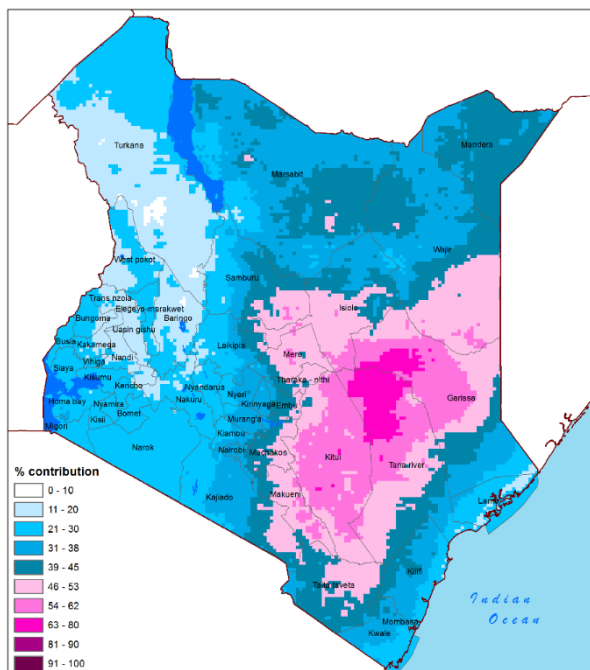 Turkana
Mandera
Marsabit
Wajir
West pokot
Samburu
Trans nzoia
Isiolo
Elegeyo-marakwet
Bungoma
Baringo
Uasin gishu
Busia
Kakamega
Laikipia
Meru
Vihiga
Nandi
Siaya
Kisumu
Tharaka - nithi
Kericho
Nyandarua
Garissa
Homa bay
Nyeri
Nyamira
Nakuru
Kirinyaga
Embu
Bomet
Migori
Kisii
Murang'a
Kiambu
Narok
Nairobi
Machakos
Kitui
Tana river
% contribution
Kajiado
Makueni
Lamu
0 - 10
11 - 20
21 - 30
31 - 38
39 - 45
46 - 53
54 - 62
63 - 80
81 - 90
91 - 100
Taita taveta
Kilifi
Indian
Ocean
Mombasa
Kwale